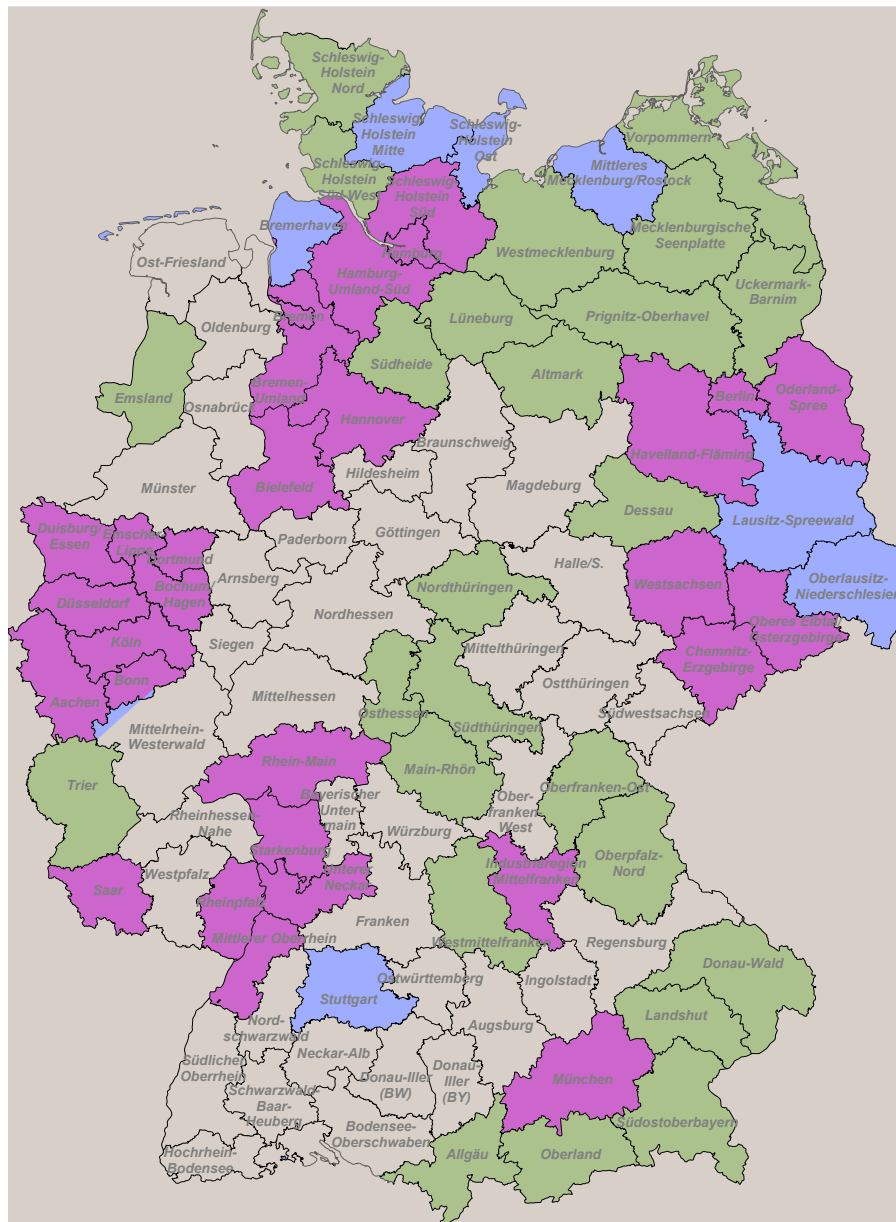 Schleswig-
Holstein
Nord
Schleswig-
Holstein
Mitte
Schleswig-
Holstein
Ost
Vorpommern
Mittleres
Mecklenburg/Rostock
Schleswig-
Holstein
Süd-West
Schleswig-
Holstein
Süd
Bremerhaven
Hamburg
Westmecklenburg
Mecklenburgische
Seenplatte
Ost-Friesland
Hamburg-
Umland-Süd
Uckermark-
Barnim
Oldenburg
Bremen
Lüneburg
Prignitz-Oberhavel
Südheide
Altmark
Emsland
Osnabrück
Bremen-
Umland
Berlin
Oderland-
Spree
Hannover
Braunschweig
Havelland-Fläming
Hildesheim
Münster
Bielefeld
Magdeburg
Dessau
Lausitz-Spreewald
Duisburg/
Essen
Emscher-
Lippe
Dortmund
Paderborn
Göttingen
Halle/S.
Arnsberg
Bochum/
Hagen
Nordthüringen
Westsachsen
Oberlausitz-
Niederschlesien
Düsseldorf
Nordhessen
Oberes Elbtal/
Osterzgebirge
Köln
Siegen
Mittelthüringen
Chemnitz-
Erzgebirge
Bonn
Aachen
Mittelhessen
Ostthüringen
Osthessen
Südthüringen
Südwestsachsen
Mittelrhein-
Westerwald
Rhein-Main
Main-Rhön
Trier
Bayerischer
Unter-
main
Ober-
franken-
West
Oberfranken-Ost
Rheinhessen-
Nahe
Würzburg
Starkenburg
Oberpfalz-
Nord
Saar
Westpfalz
Unterer
Neckar
Industrieregion
Mittelfranken
Rheinpfalz
Franken
Mittlerer Oberrhein
Westmittelfranken
Regensburg
Donau-Wald
Stuttgart
Ostwürttemberg
Ingolstadt
Landshut
Nord-
schwarzwald
Augsburg
Südlicher
Oberrhein
Neckar-Alb
Donau-Iller
(BW)
Donau-
Iller
(BY)
München
Schwarzwald-
Baar-
Heuberg
Bodensee-
Oberschwaben
Südostoberbayern
Hochrhein-
Bodensee
Allgäu
Oberland